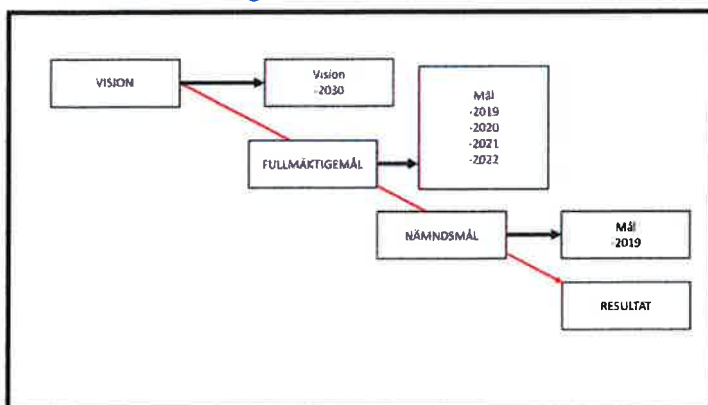 VISION
Vision
-2030
Mål
-2019
-2020
-2021
-2022
FULLMÄKTIGEMÅL
NÄMNDSMÅL
Mål
-2019
RESULTAT